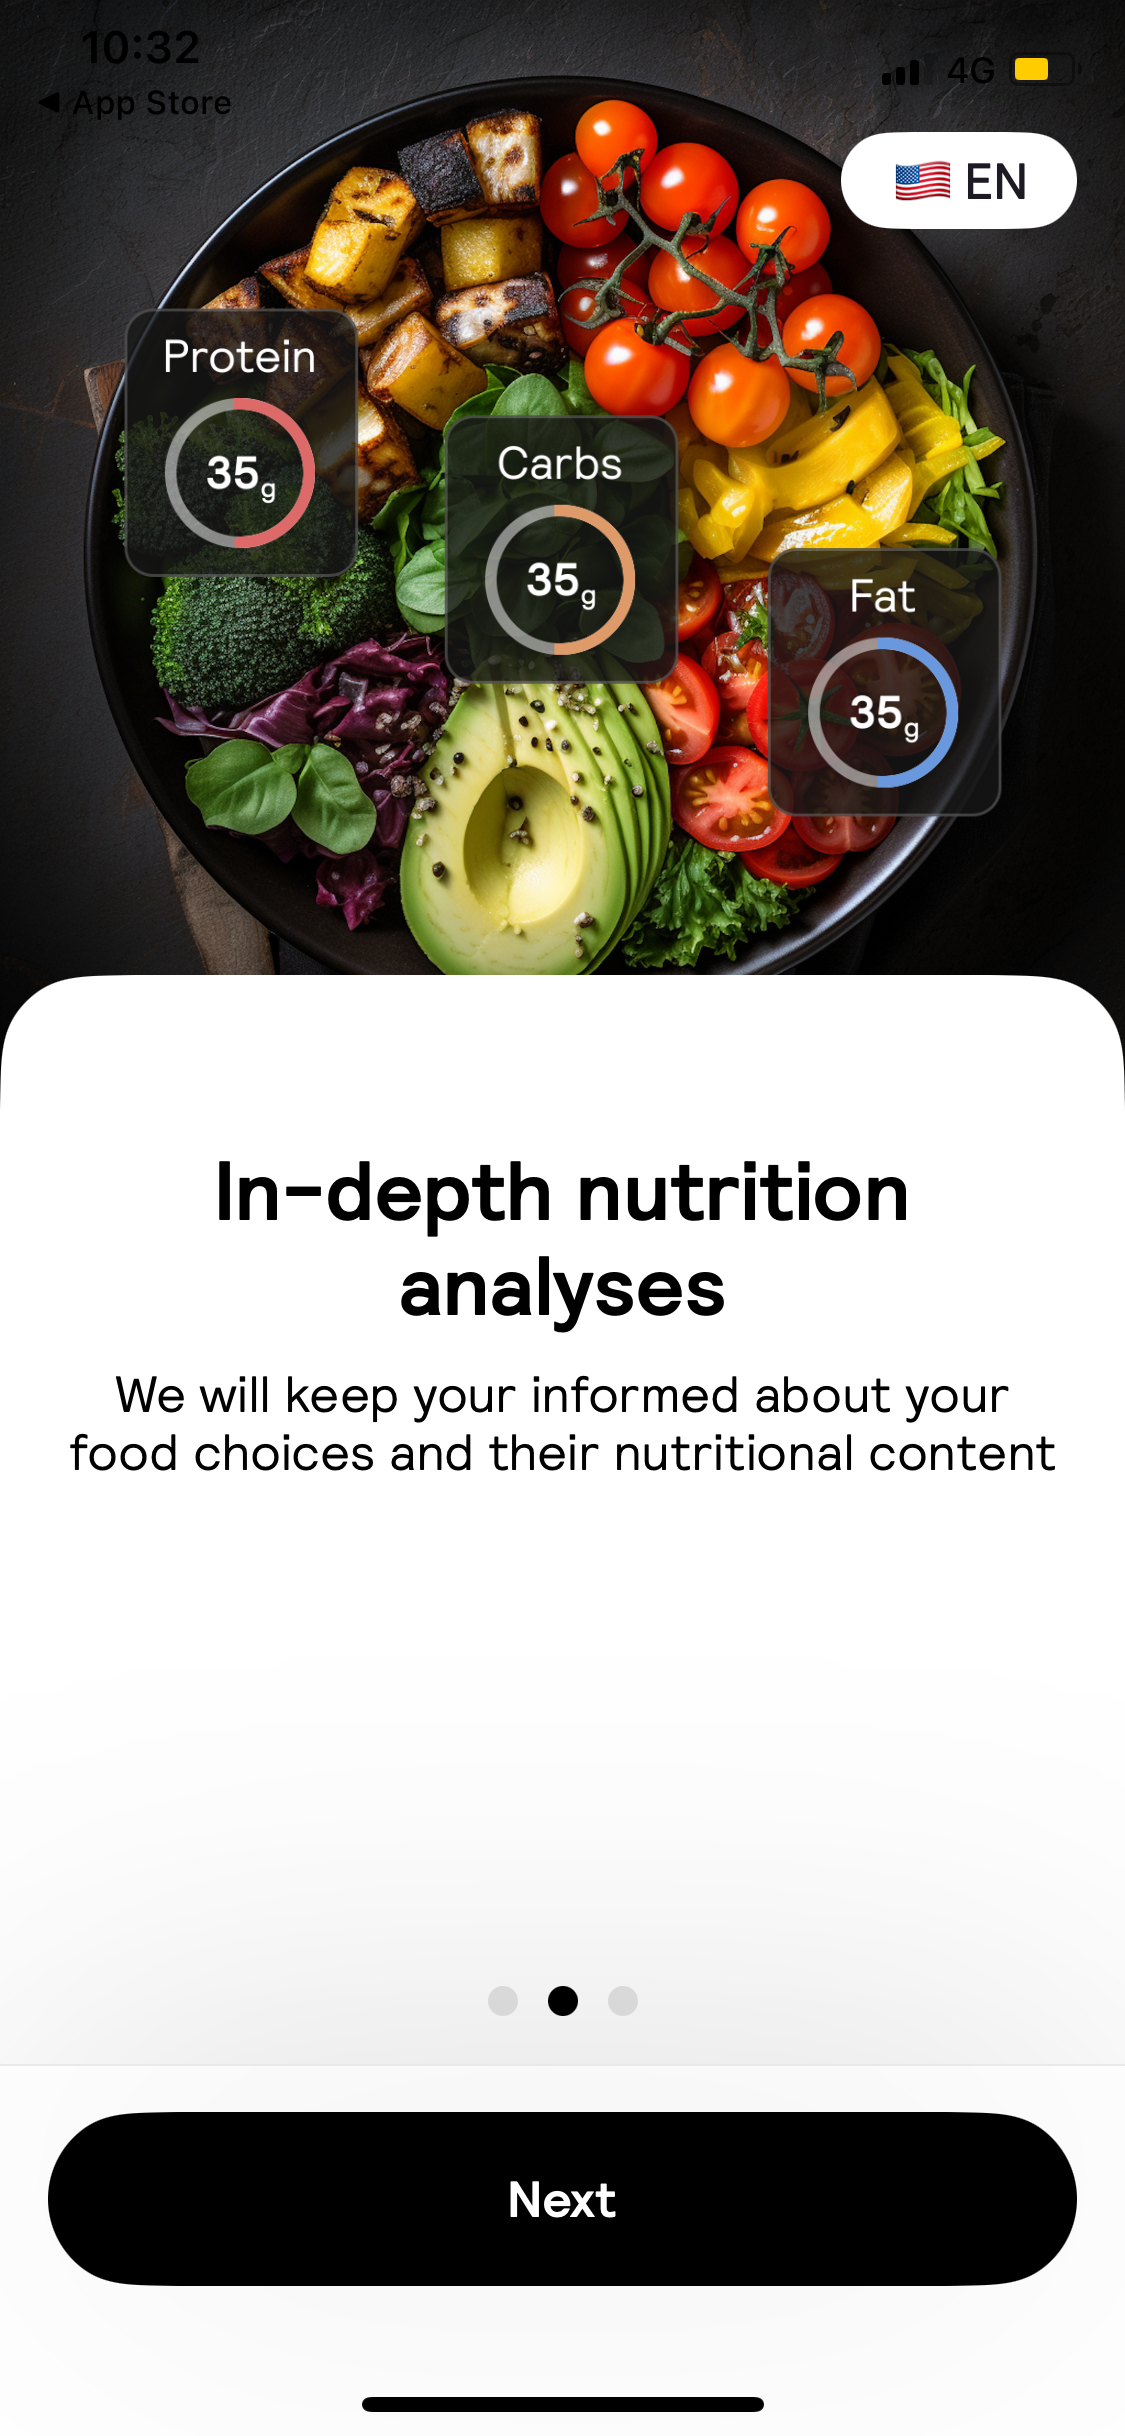 10:32
4G
◀ App Store
🇺🇸 EN
Protein
35g
Carbs
35g
Fat
35g
In-depth nutrition
analyses
We will keep your informed about your
food choices and their nutritional content
Next